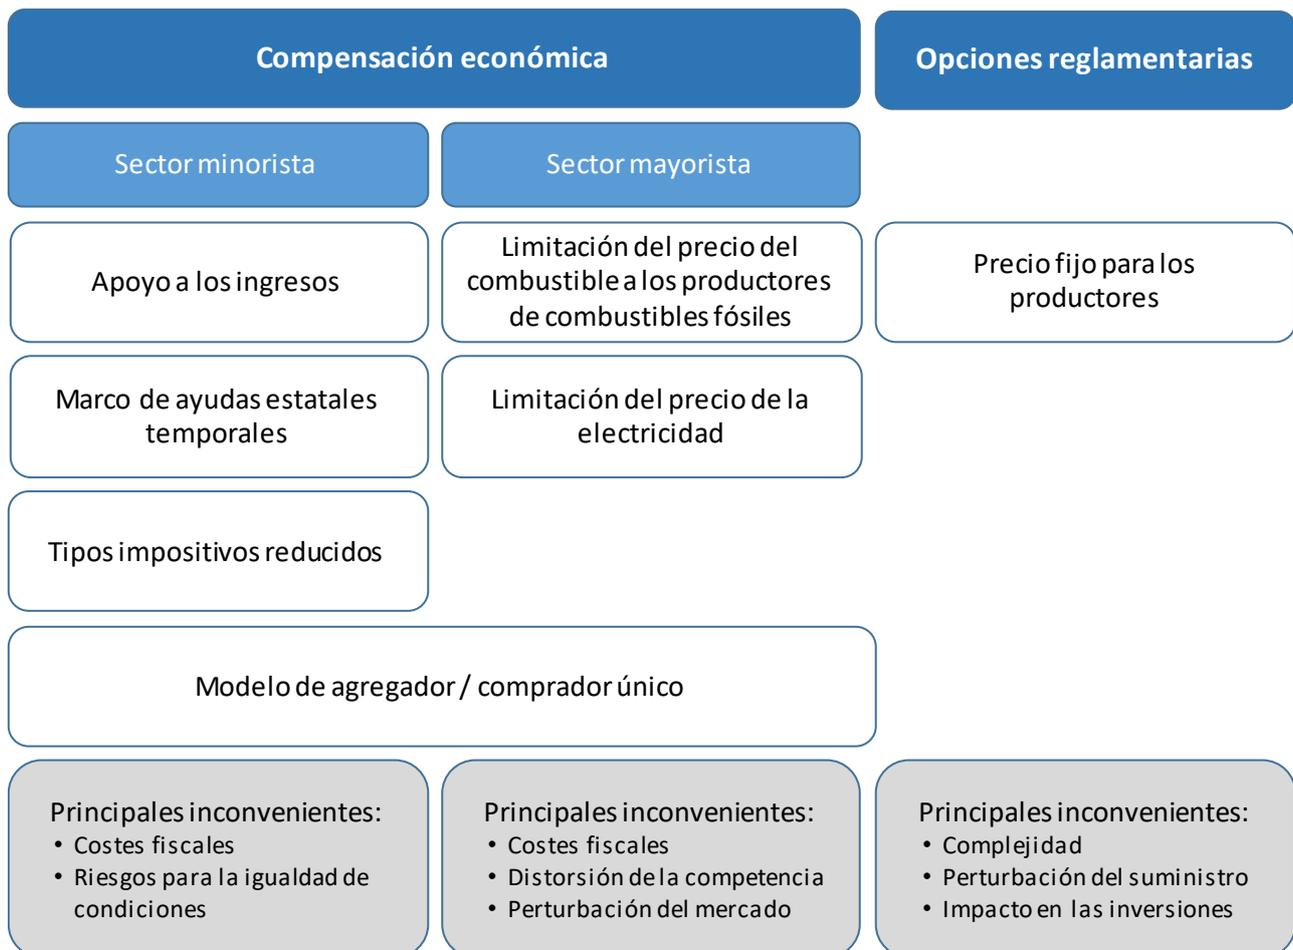 Compensación económica
Opciones reglamentarias
Sector minorista
Sector mayorista
Apoyo a los ingresos
Limitación del precio del
combustible a los productores
de combustibles fósiles
Precio fijo para los
productores
Marco de ayudas estatales
temporales
Limitación del precio de la
electricidad
Tipos impositivos reducidos
Modelo de agregador / comprador único
Principales inconvenientes:
• Costes fiscales
• Riesgos para la igualdad de
condiciones
Principales inconvenientes:
• Costes fiscales
• Distorsión de la competencia
• Perturbación del mercado
Principales inconvenientes:
• Complejidad
• Perturbación del suministro
• Impacto en las inversiones